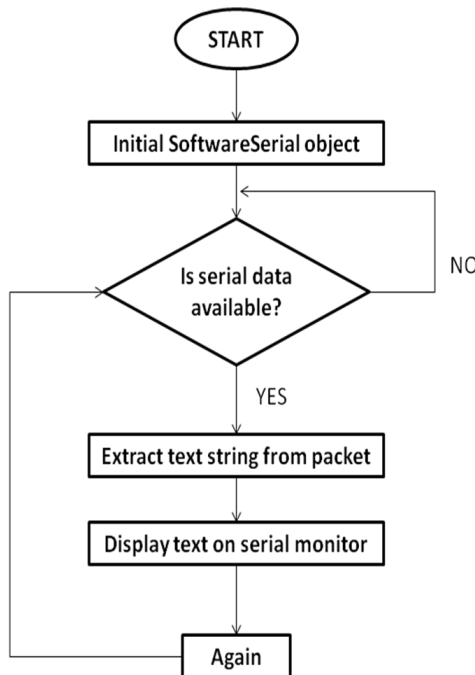 START
Initial SoftwareSerial object
Is serial data
available?
NO
YES
Extract text string from packet
Display text on serial monitor
Again